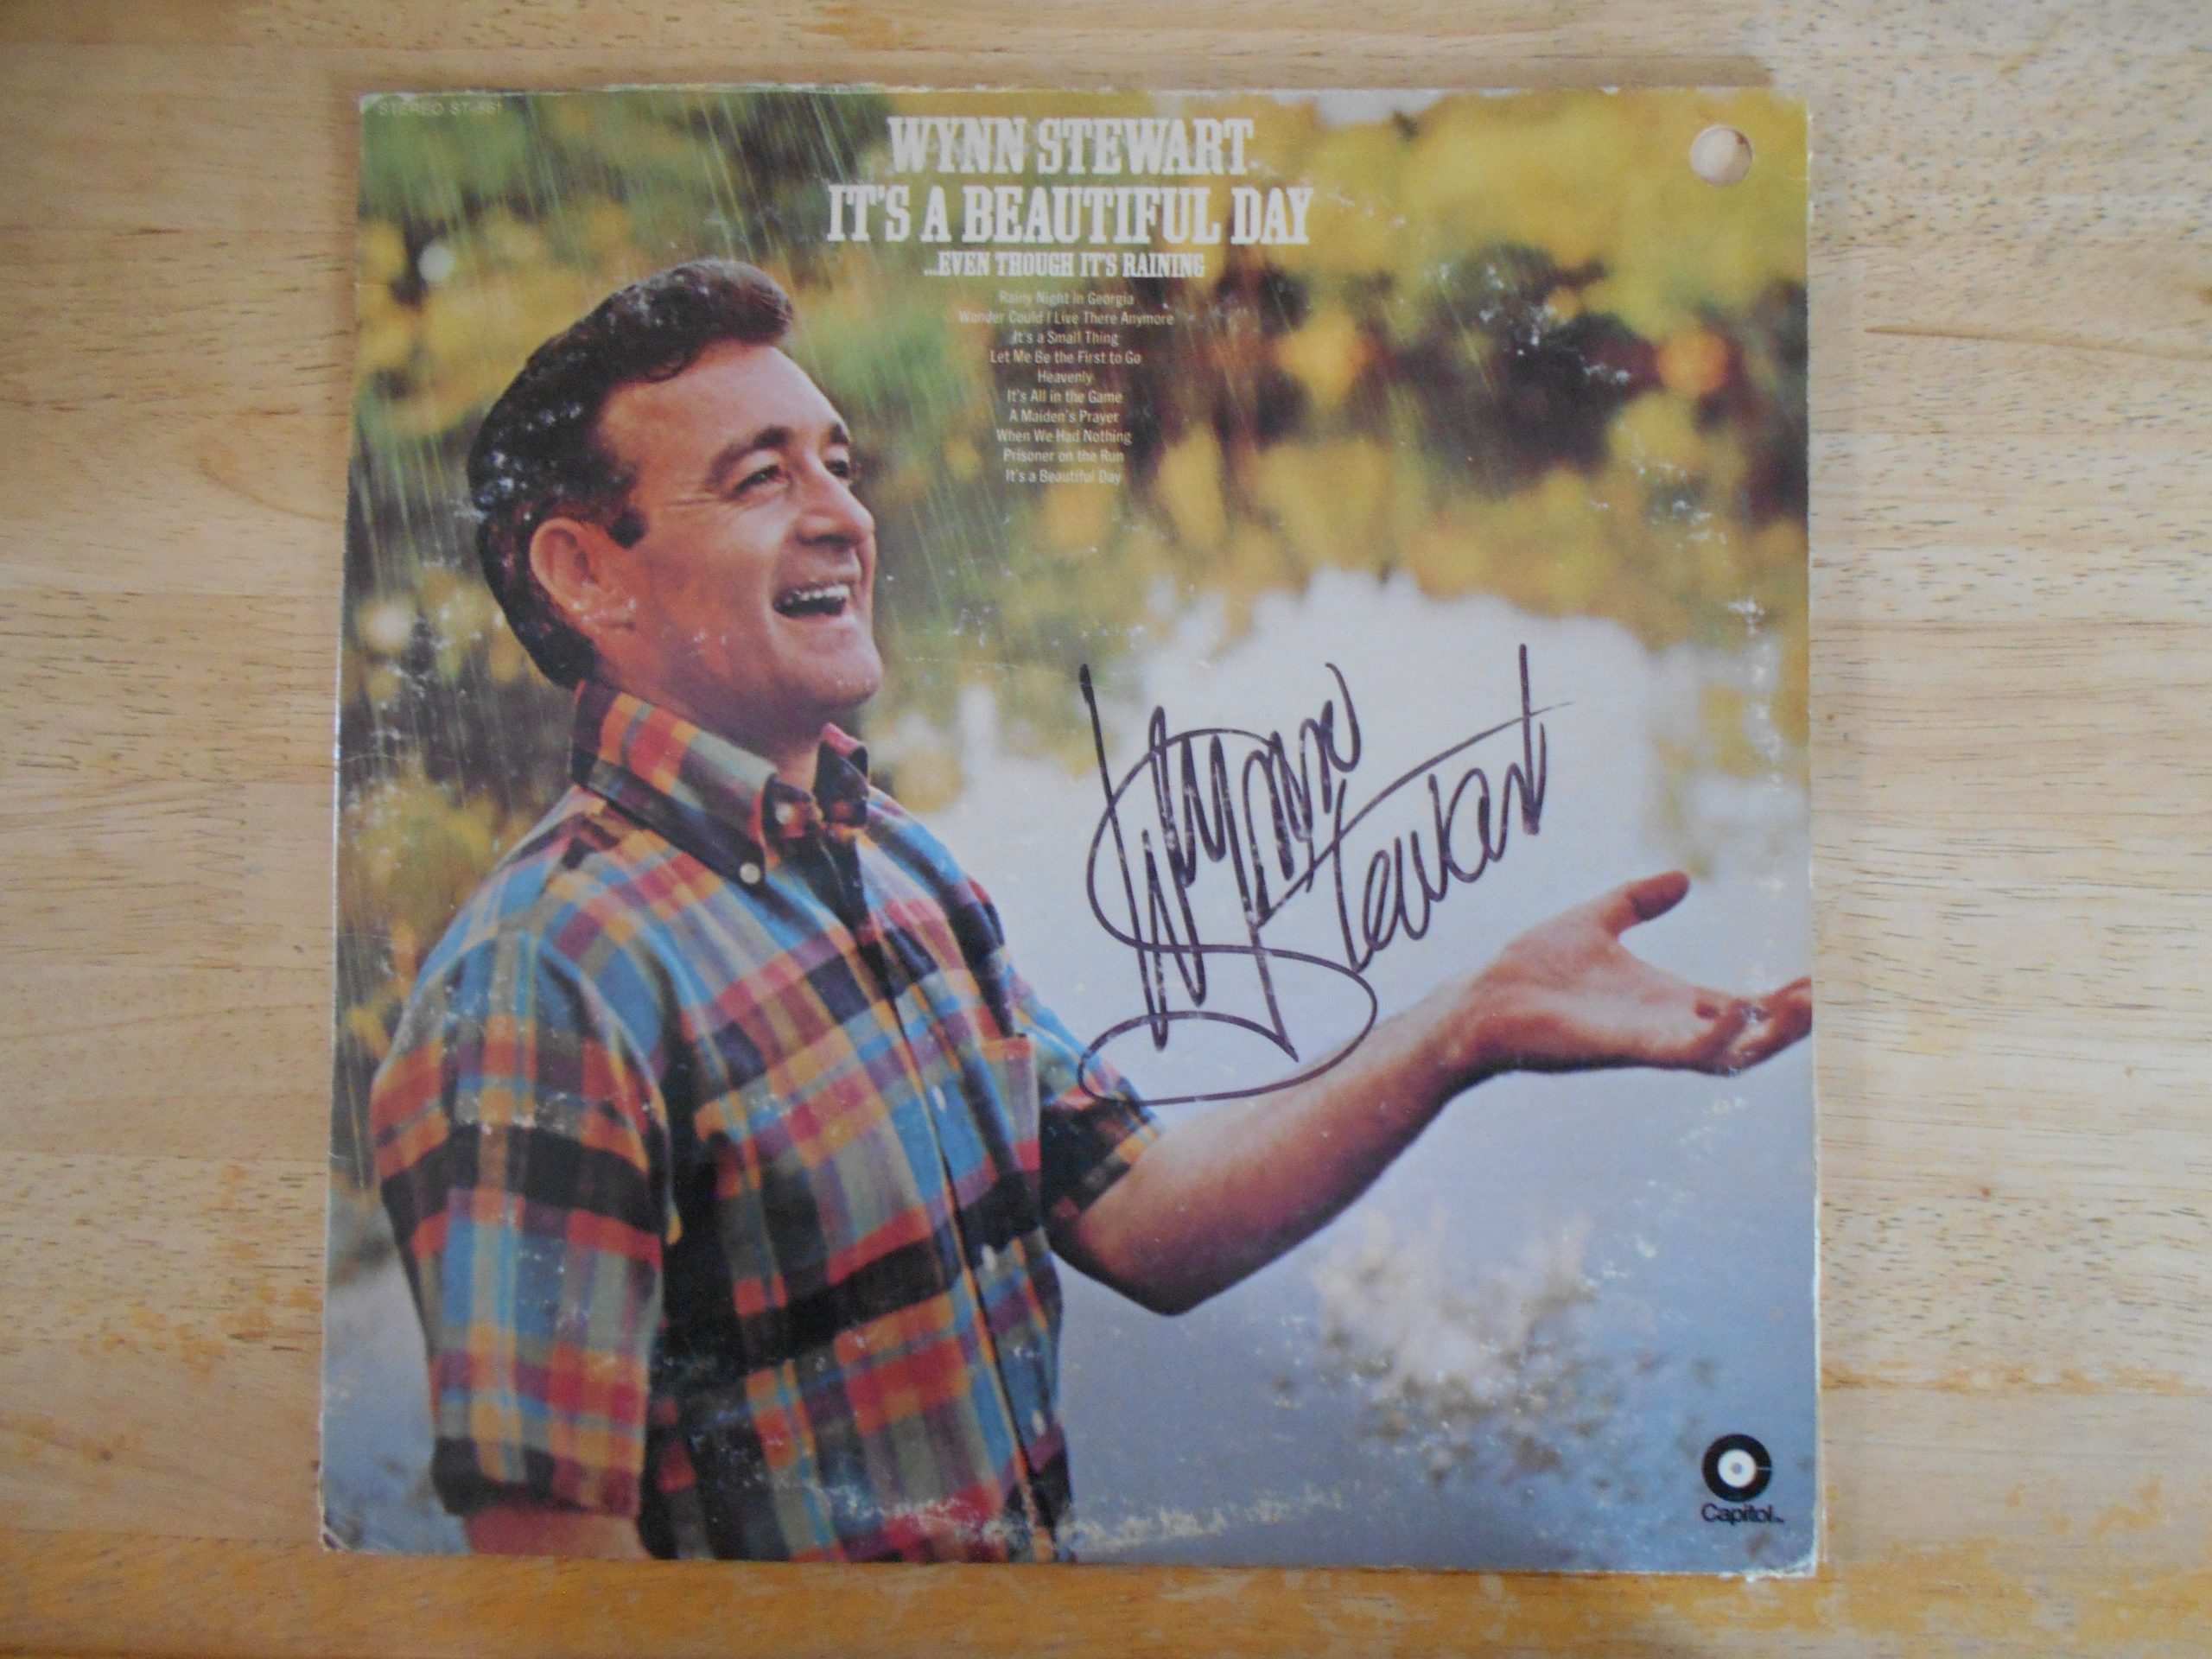 STEREO ST-561
WYNN STEWART
IT'S A BEAUTIFUL DAY
...EVEN THOUGH IT'S RAINING
Rainy Night in Georgia
Wonder Could I Live There Anymore
It's a Small Thing
Let Me Be the First to Go
Heavenly
It's All in the Game
A Maiden's Prayer
When We Had Nothing
Prisoner on the Run
It's a Beautiful Day
Wynn
Stewart
Capitol